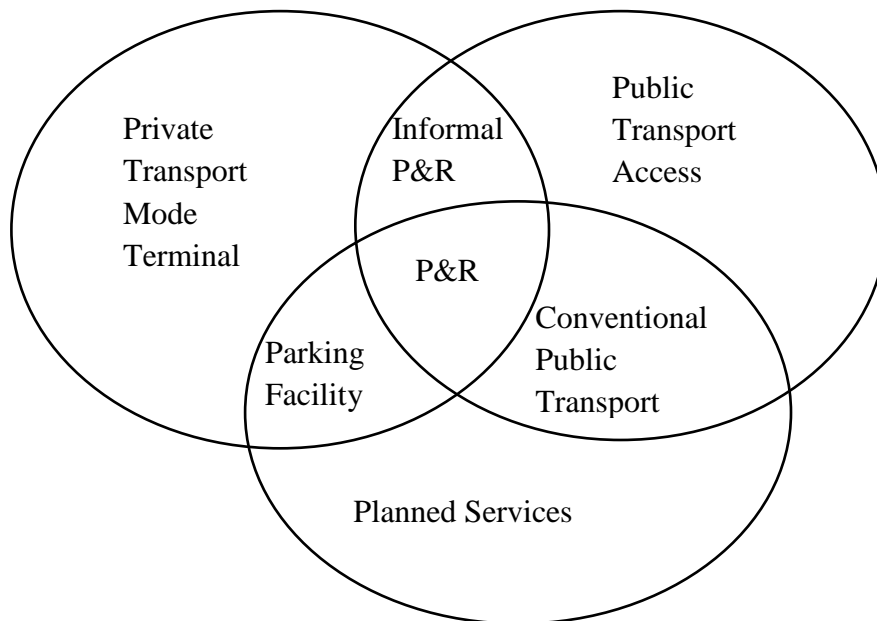 Private
Transport
Mode
Terminal
Informal
P&R
Public
Transport
Access
P&R
Parking
Facility
Conventional
Public
Transport
Planned Services